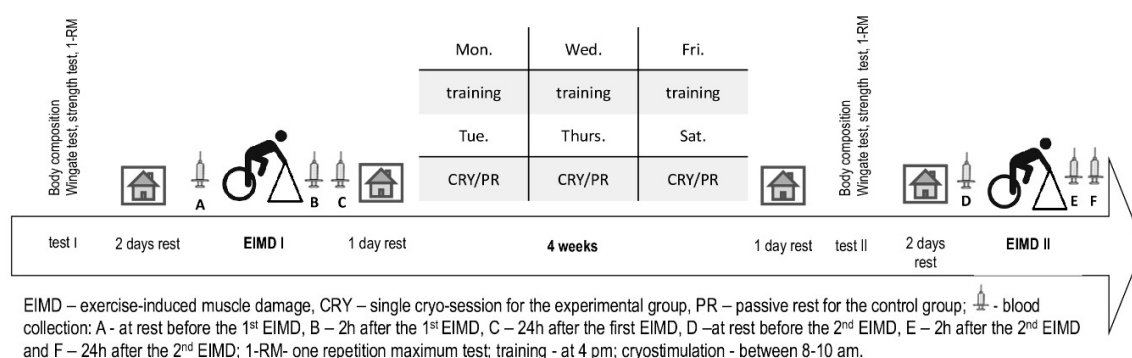 Body composition
Wingate test, strength test, 1-RM
Mon. Wed. Fri.
training training training
Tue. Thurs. Sat.
CRY/PR CRY/PR CRY/PR
Body composition
Wingate test, strength test, 1-RM
A B C D E F
test I 2 days rest EIMD I 1 day rest 4 weeks 1 day rest test II 2 days EIMD II
rest
EIMD – exercise-induced muscle damage, CRY – single cryo-session for the experimental group, PR – passive rest for the control group; - blood
collection: A - at rest before the 1st EIMD, B – 2h after the 1st EIMD, C – 24h after the first EIMD, D –at rest before the 2nd EIMD, E – 2h after the 2nd EIMD
and F – 24h after the 2nd EIMD; 1-RM- one repetition maximum test; training - at 4 pm; cryostimulation - between 8-10 am.